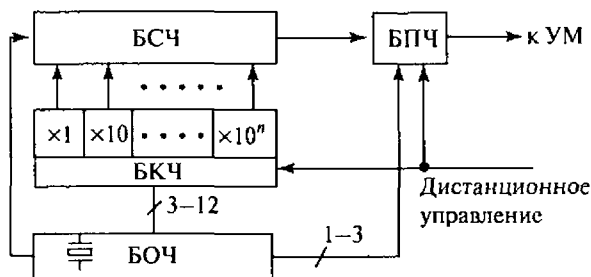 БСЧ
БПЧ
к УМ
×1 ×10 ×10ⁿ
БКЧ
Дистанционное
управление
3–12
1–3
БОЧ